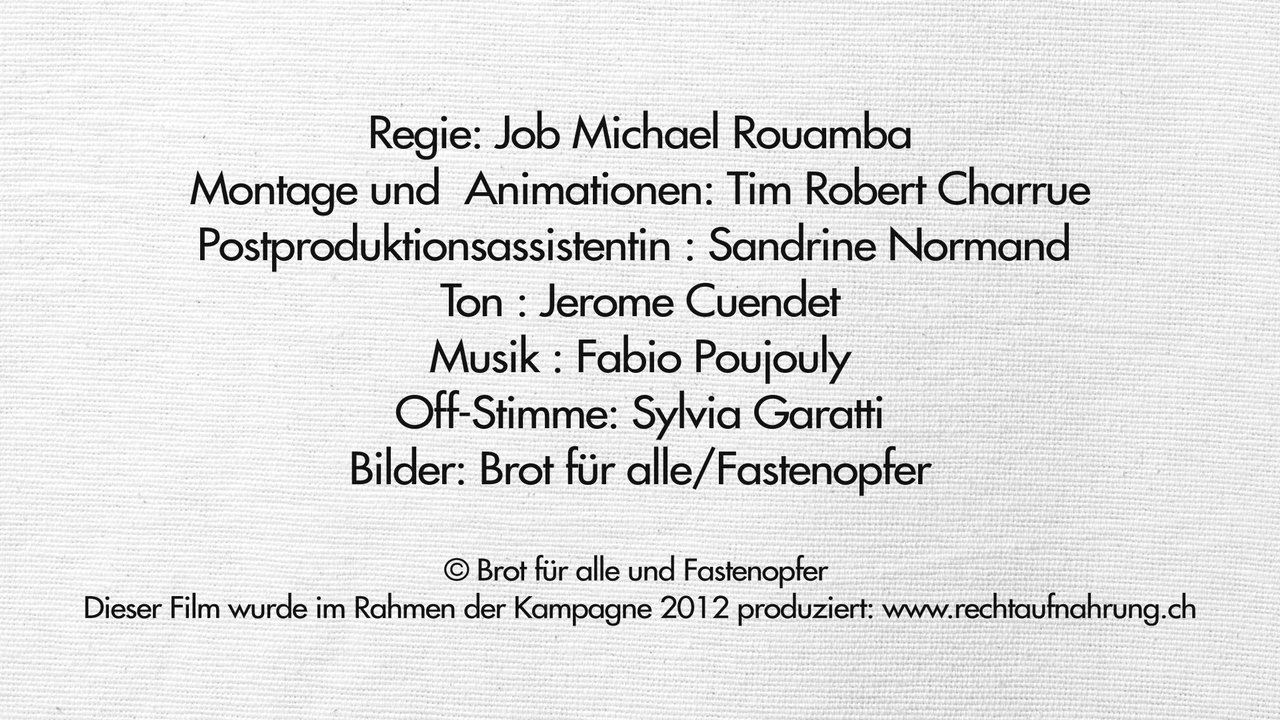 Regie: Job Michael Rouamba
Montage und  Animationen: Tim Robert Charrue
Postproduktionsassistentin : Sandrine Normand
Ton : Jerome Cuendet
Musik : Fabio Poujouly
Off-Stimme: Sylvia Garatti
Bilder: Brot für alle/Fastenopfer
© Brot für alle und Fastenopfer
Dieser Film wurde im Rahmen der Kampagne 2012 produziert: www.rechtaufnahrung.ch